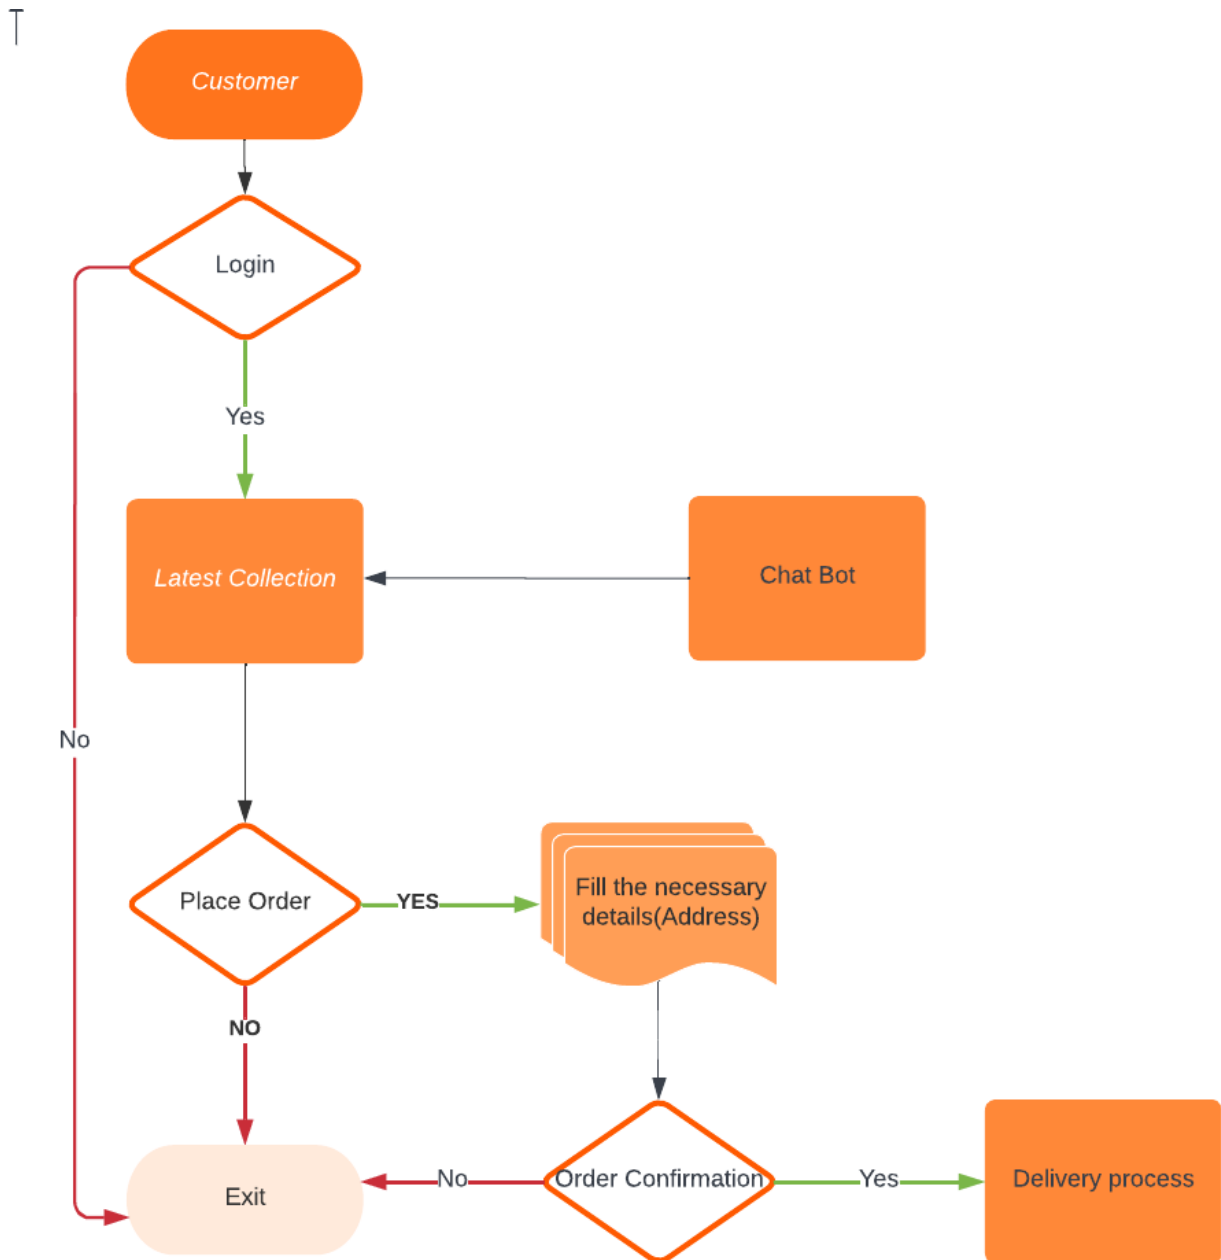 Customer
Login
Yes
Latest Collection
Chat Bot
No
Place Order
YES
Fill the necessary
details(Address)
NO
Exit
No
Order Confirmation
Yes
Delivery process